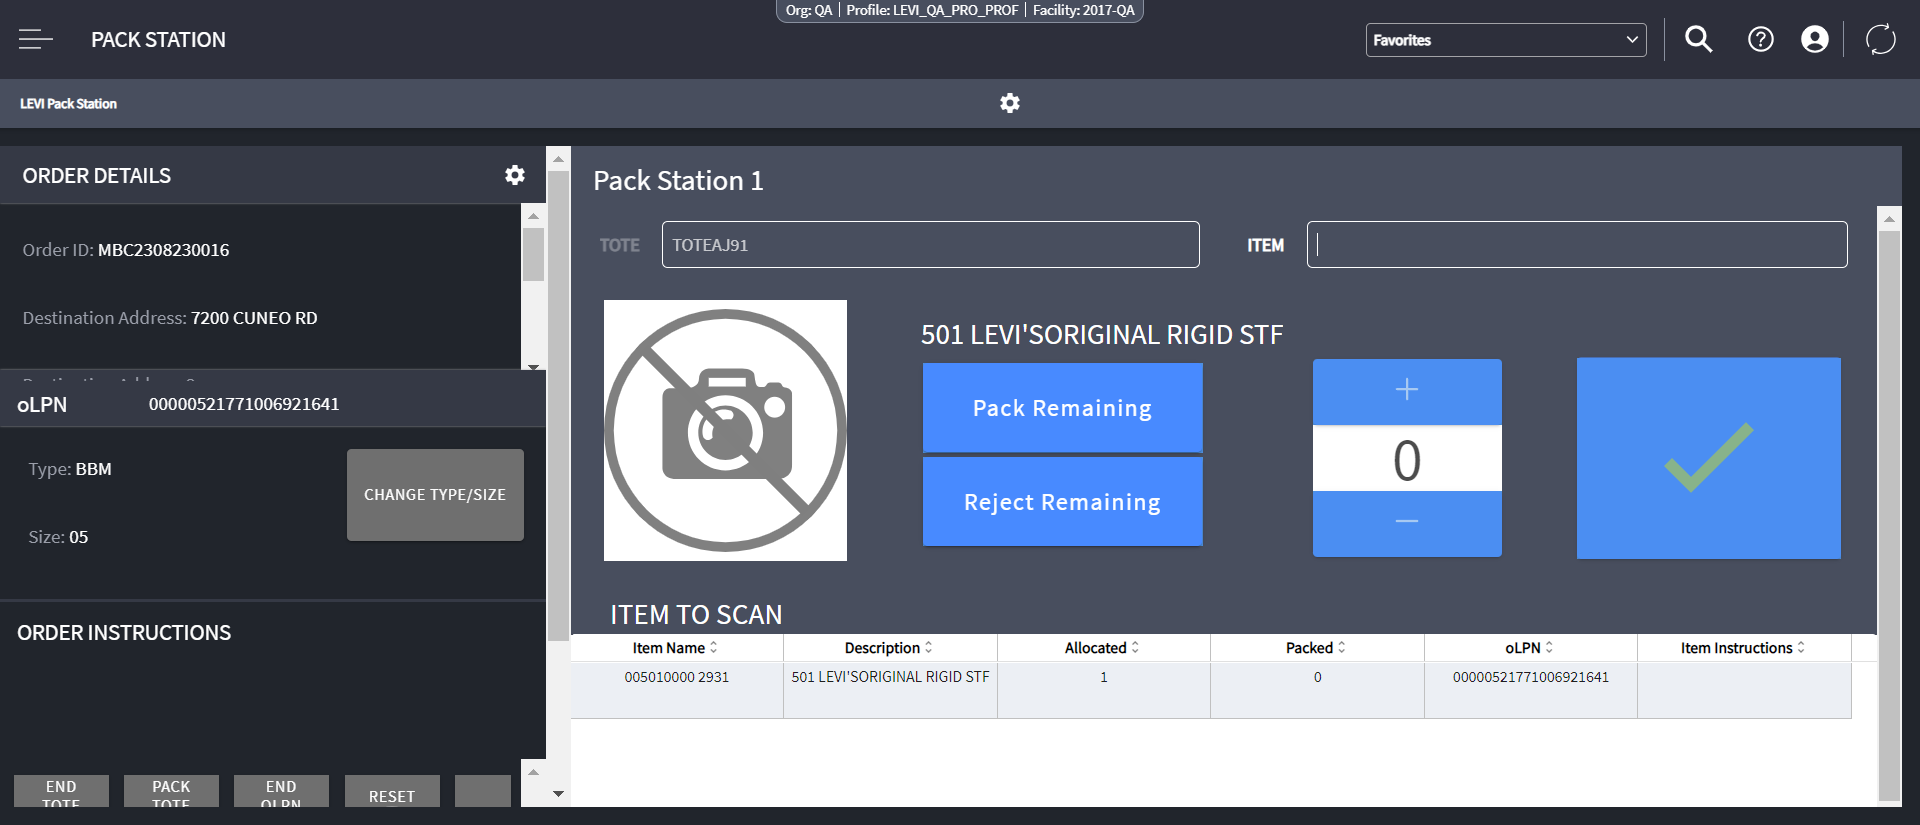 Org: QA | Profile: LEVI_QA_PRO_PROF | Facility: 2017-QA
PACK STATION
Favorites
LEVI Pack Station
ORDER DETAILS
Order ID: MBC2308230016
Destination Address: 7200 CUNEO RD
oLPN 00000521771006921641
Type: BBM
CHANGE TYPE/SIZE
Size: 05
ORDER INSTRUCTIONS
END TOTE
PACK TOTE
END OLPN
RESET
Pack Station 1
TOTE TOTEAJ91
ITEM
501 LEVI'SORIGINAL RIGID STF
Pack Remaining
Reject Remaining
+
0
−
ITEM TO SCAN
Item Name Description Allocated Packed oLPN Item Instructions
005010000 2931 501 LEVI'SORIGINAL RIGID STF 1 0 00000521771006921641